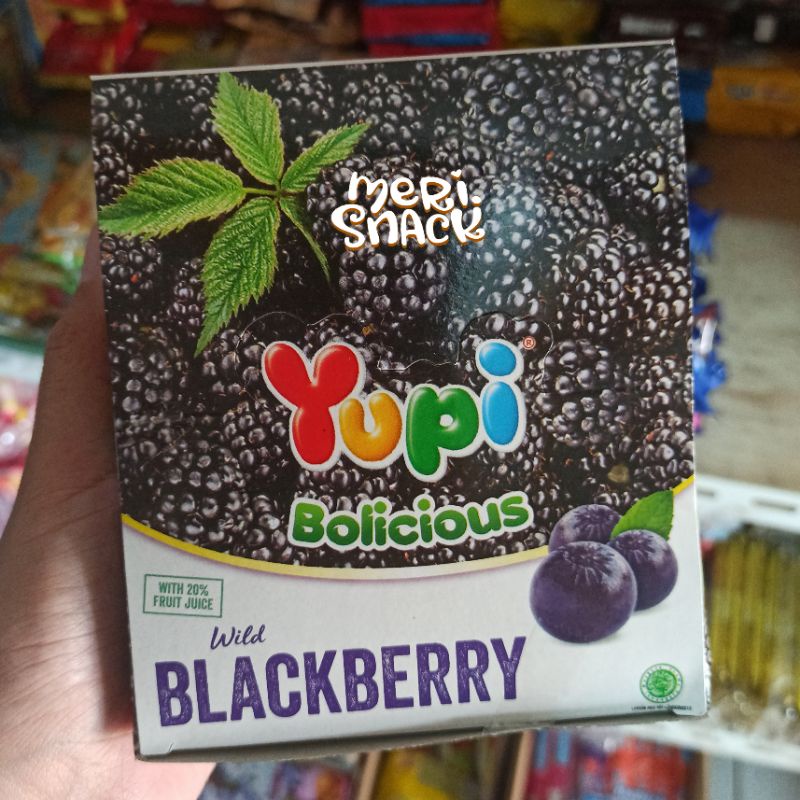 MERI
SNACK
Yupi®
Bolicious
WITH 20%
FRUIT JUICE
Wild
BLACKBERRY